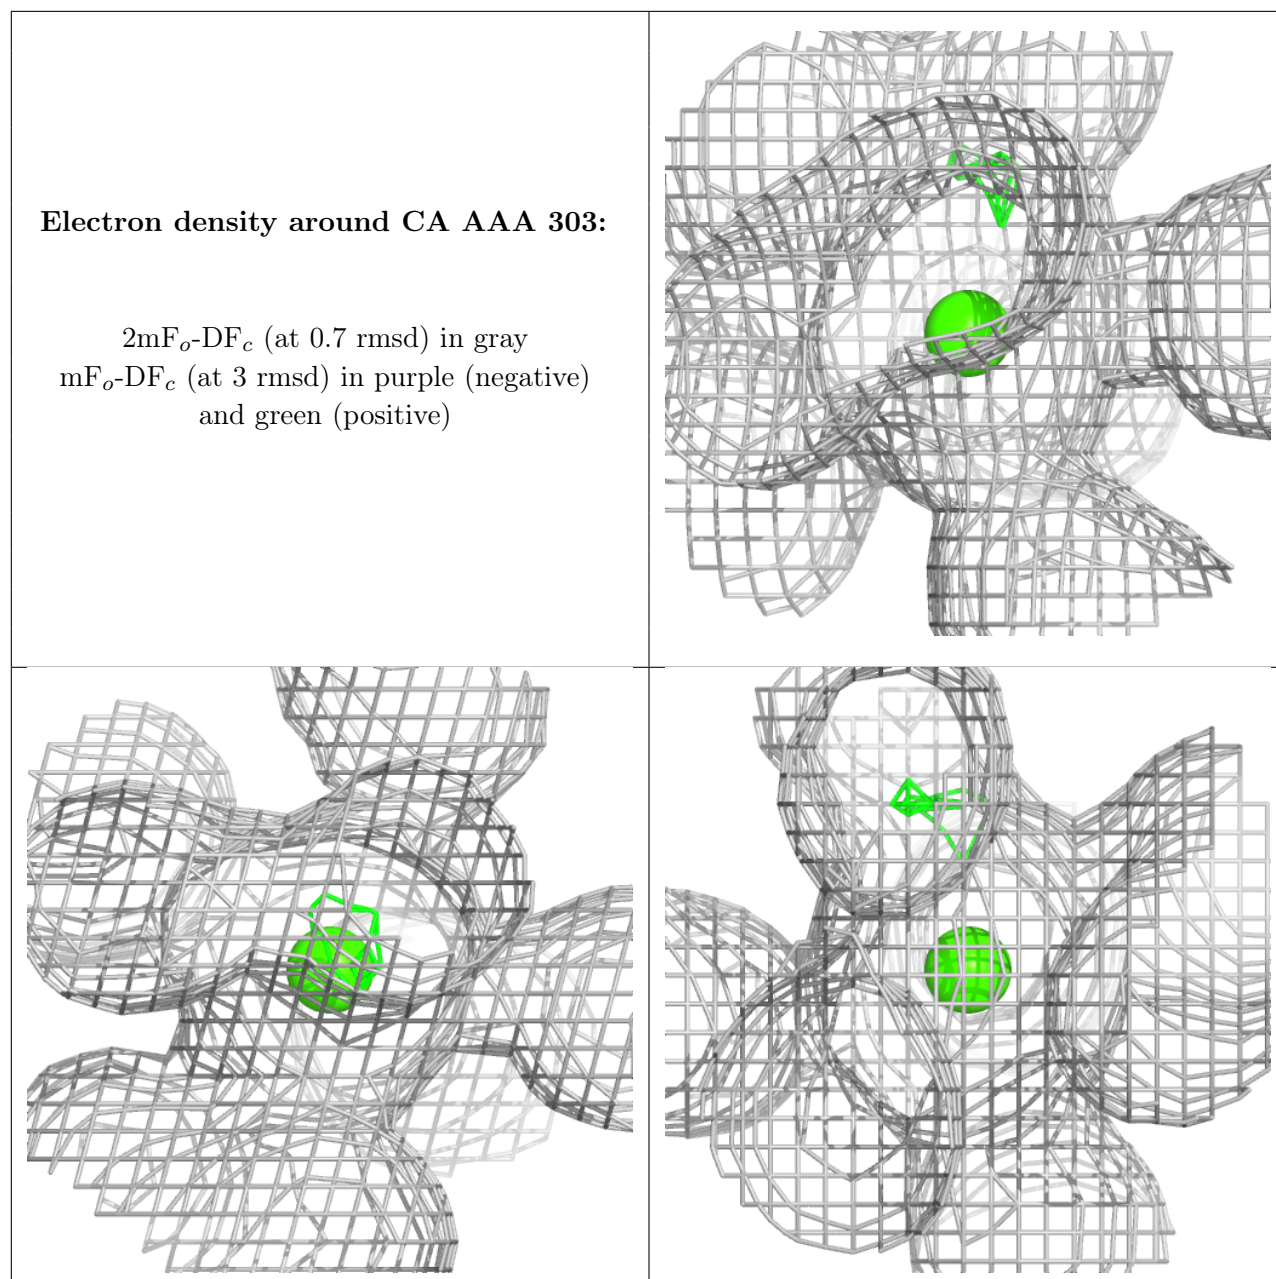 Electron density around CA AAA 303:
2mFo-DFc (at 0.7 rmsd) in gray
mFo-DFc (at 3 rmsd) in purple (negative)
and green (positive)